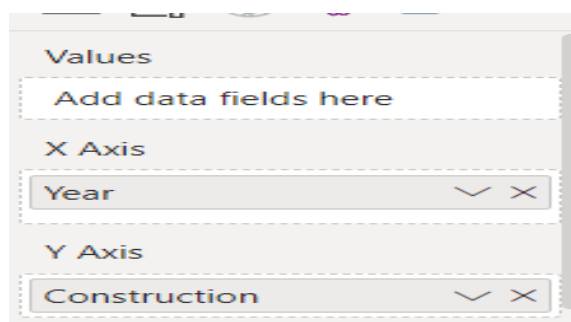 Values
Add data fields here
X Axis
Year
Y Axis
Construction